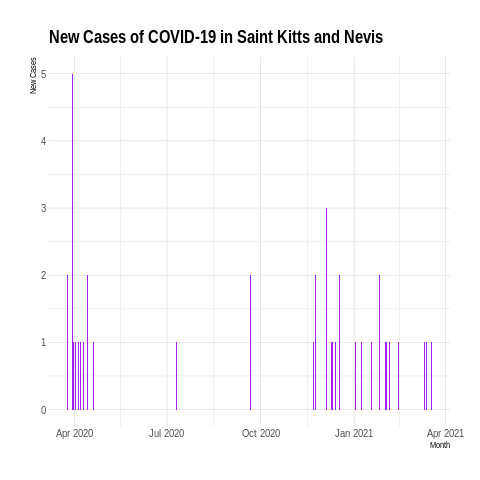 New Cases of COVID-19 in Saint Kitts and Nevis
New Cases
5
4
3
2
1
0
Apr 2020 Jul 2020 Oct 2020 Jan 2021 Apr 2021
Month